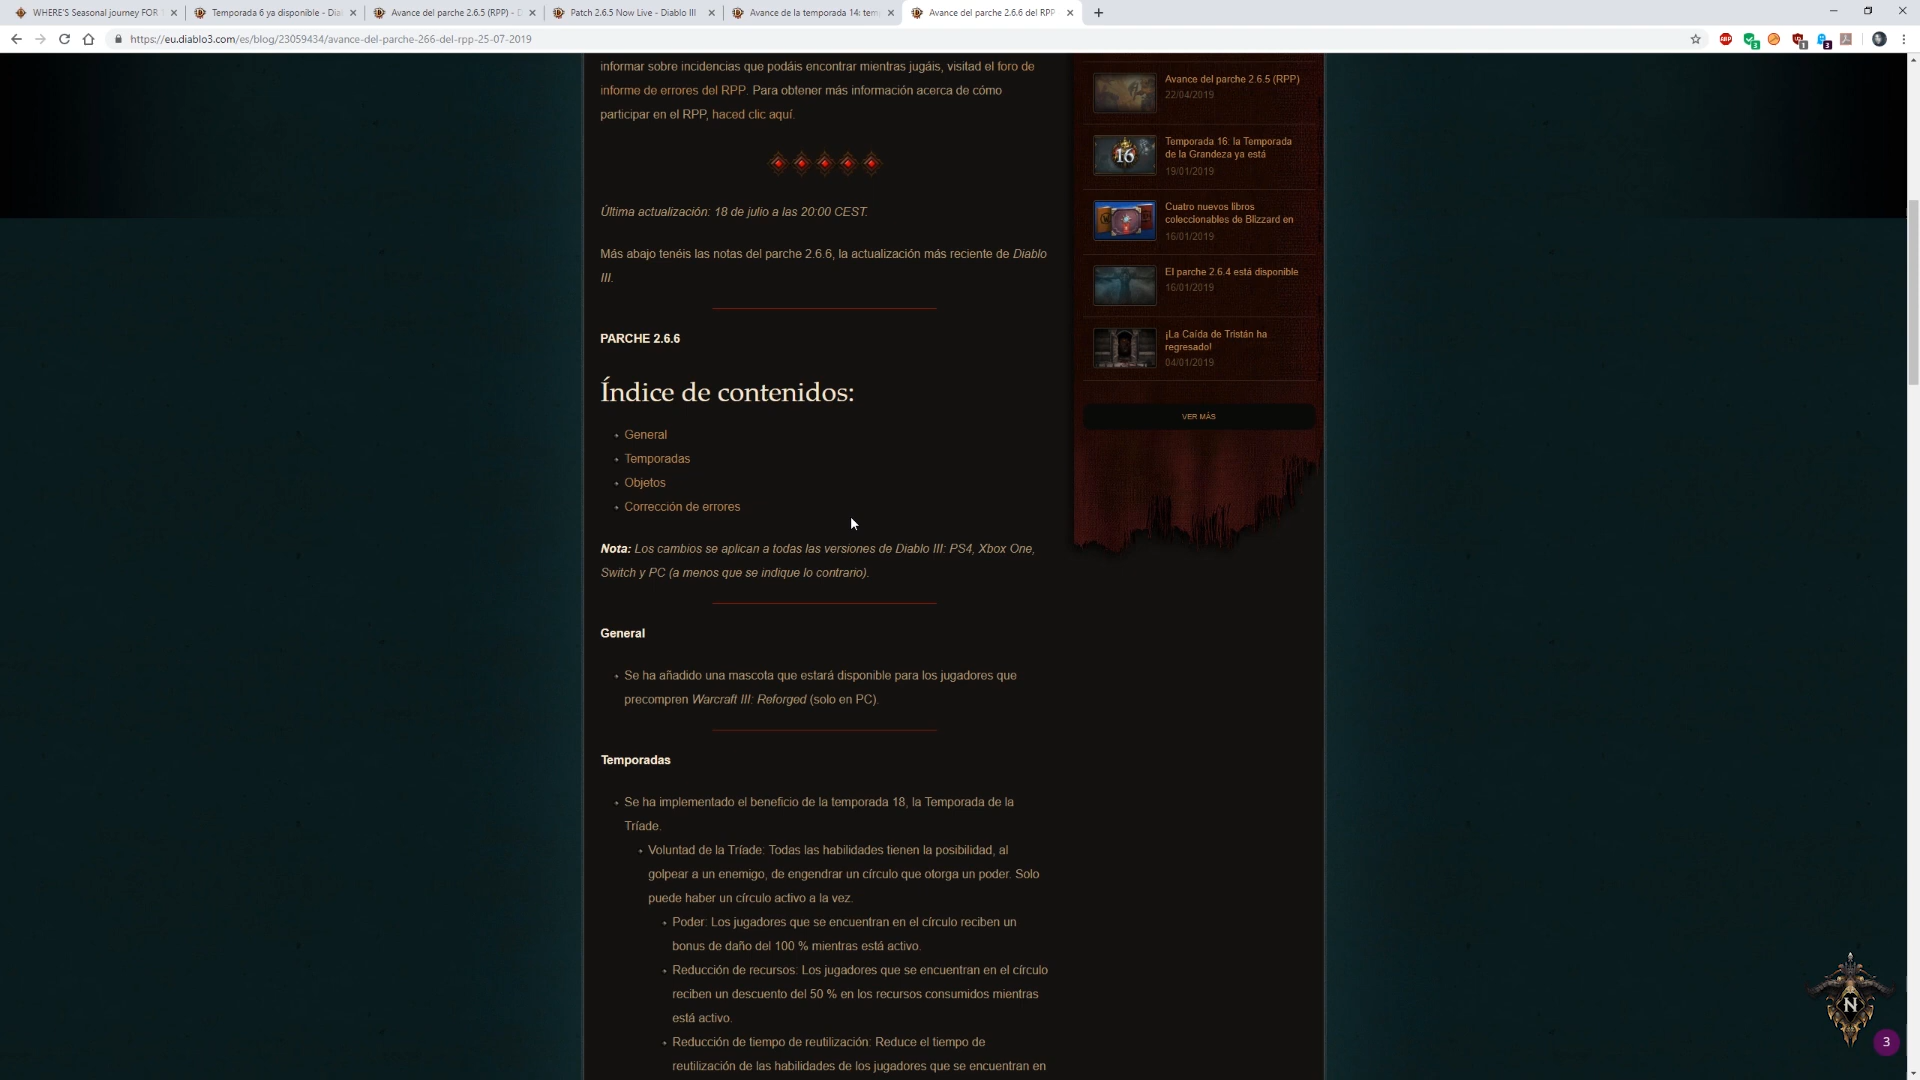 WHERE'S Seasonal journey FOR
Temporada 6 ya disponible - Dia
Avance del parche 2.6.5 (RPP) - D
Patch 2.6.5 Now Live - Diablo III
Avance de la temporada 14: tem
Avance del parche 2.6.6 del RPP
https://eu.diablo3.com/es/blog/23059434/avance-del-parche-266-del-rpp-25-07-2019
informar sobre incidencias que podáis encontrar mientras jugáis, visitad el foro de
informe de errores del RPP. Para obtener más información acerca de cómo
participar en el RPP, haced clic aquí.
Última actualización: 18 de julio a las 20:00 CEST.
Más abajo tenéis las notas del parche 2.6.6, la actualización más reciente de Diablo
III.
PARCHE 2.6.6
Índice de contenidos:
General
Temporadas
Objetos
Corrección de errores
Nota: Los cambios se aplican a todas las versiones de Diablo III: PS4, Xbox One,
Switch y PC (a menos que se indique lo contrario).
General
Se ha añadido una mascota que estará disponible para los jugadores que
precompren Warcraft III: Reforged (solo en PC).
Temporadas
Se ha implementado el beneficio de la temporada 18, la Temporada de la
Tríade.
Voluntad de la Tríade: Todas las habilidades tienen la posibilidad, al
golpear a un enemigo, de engendrar un círculo que otorga un poder. Solo
puede haber un círculo activo a la vez.
Poder: Los jugadores que se encuentran en el círculo reciben un
bonus de daño del 100 % mientras está activo.
Reducción de recursos: Los jugadores que se encuentran en el círculo
reciben un descuento del 50 % en los recursos consumidos mientras
está activo.
Reducción de tiempo de reutilización: Reduce el tiempo de
reutilización de las habilidades de los jugadores que se encuentran en
Avance del parche 2.6.5 (RPP)
22/04/2019
16
Temporada 16: la Temporada
de la Grandeza ya está
19/01/2019
Cuatro nuevos libros
coleccionables de Blizzard en
16/01/2019
El parche 2.6.4 está disponible
16/01/2019
¡La Caída de Tristán ha
regresado!
04/01/2019
VER MÁS
N
3